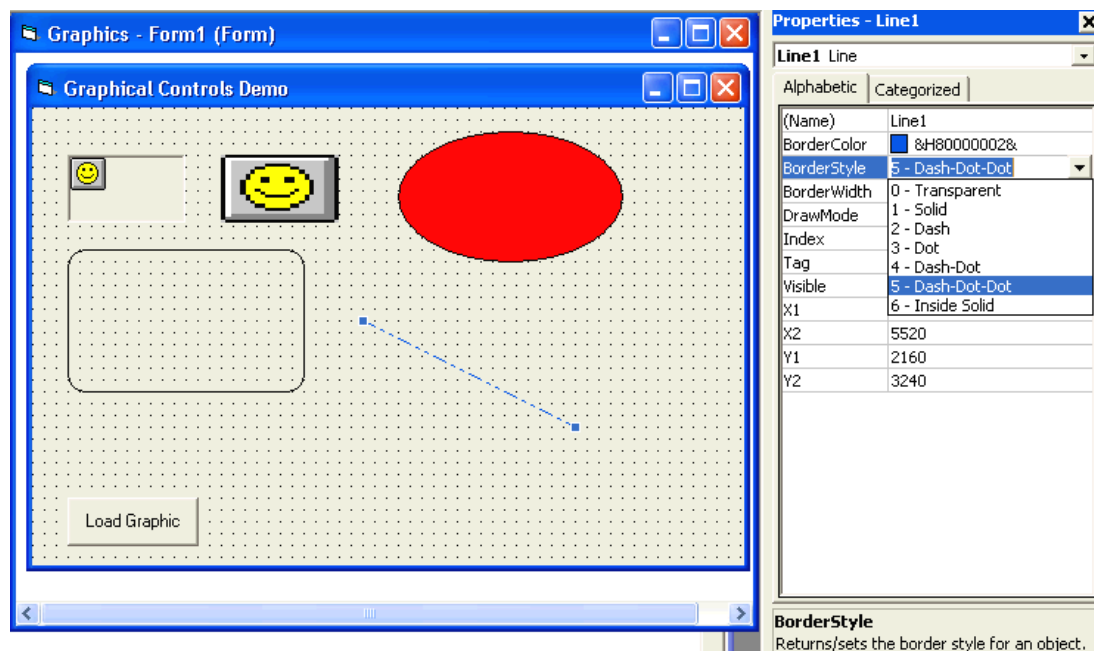 Graphics - Form1 (Form)
Graphical Controls Demo
Load Graphic
Properties - Line1
Line1 Line
Alphabetic Categorized
(Name) Line1
BorderColor &H80000002&
BorderStyle 5 - Dash-Dot-Dot
BorderWidth 0 - Transparent
1 - Solid
DrawMode
2 - Dash
Index 3 - Dot
Tag 4 - Dash-Dot
Visible 5 - Dash-Dot-Dot
X1 6 - Inside Solid
X2 5520
Y1 2160
Y2 3240
BorderStyle
Returns/sets the border style for an object.